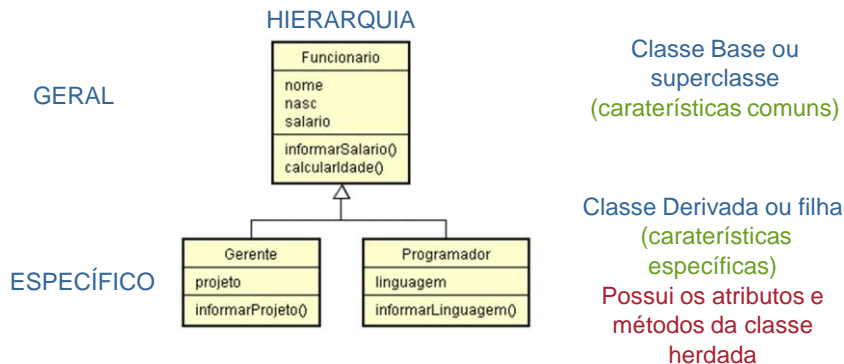 HIERARQUIA
Funcionario
nome
nasc
salario
informarSalario()
calcularIdade()
GERAL
Classe Base ou
superclasse
(caraterísticas comuns)
Gerente
projeto
informarProjeto()
Programador
linguagem
informarLinguagem()
ESPECÍFICO
Classe Derivada ou filha
(caraterísticas
específicas)
Possui os atributos e
métodos da classe
herdada